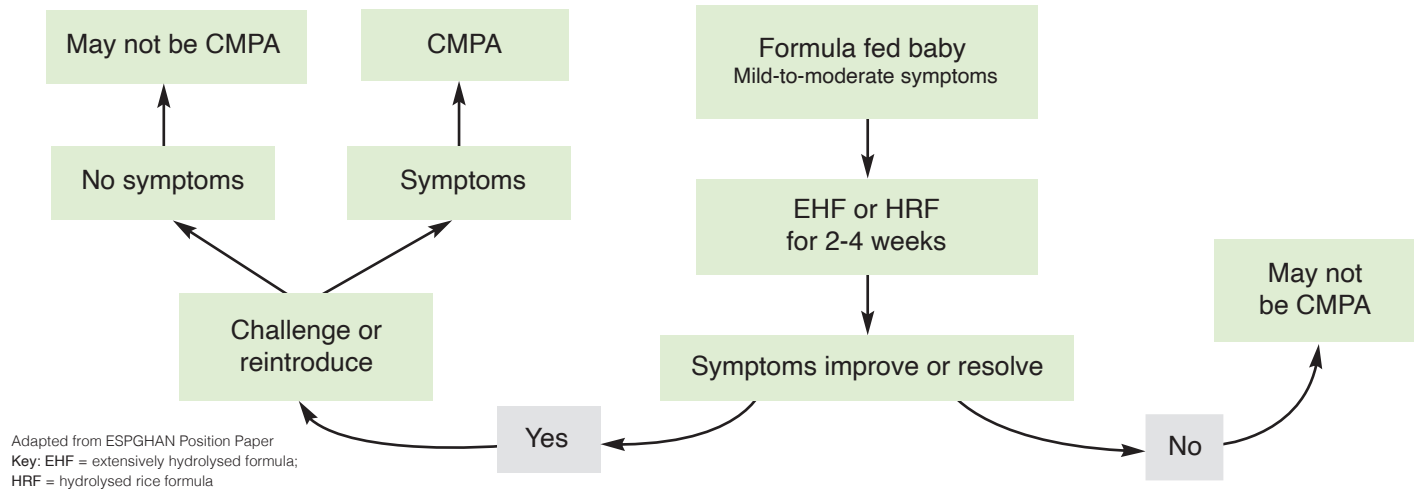 Formula fed baby
Mild-to-moderate symptoms
EHF or HRF
for 2-4 weeks
Symptoms improve or resolve
Yes
No
May not
be CMPA
Challenge or
reintroduce
No symptoms
Symptoms
May not be CMPA
CMPA
Adapted from ESPGHAN Position Paper
Key: EHF = extensively hydrolysed formula;
HRF = hydrolysed rice formula